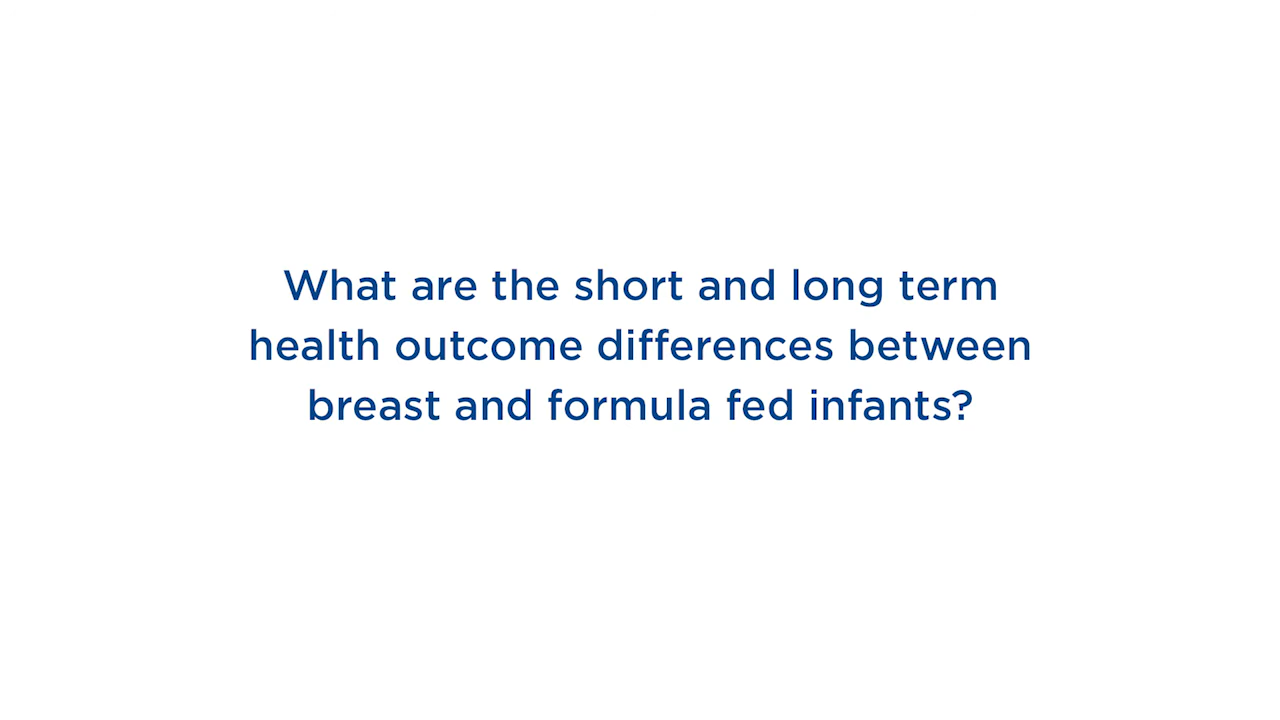 What are the short and long term
health outcome differences between
breast and formula fed infants?